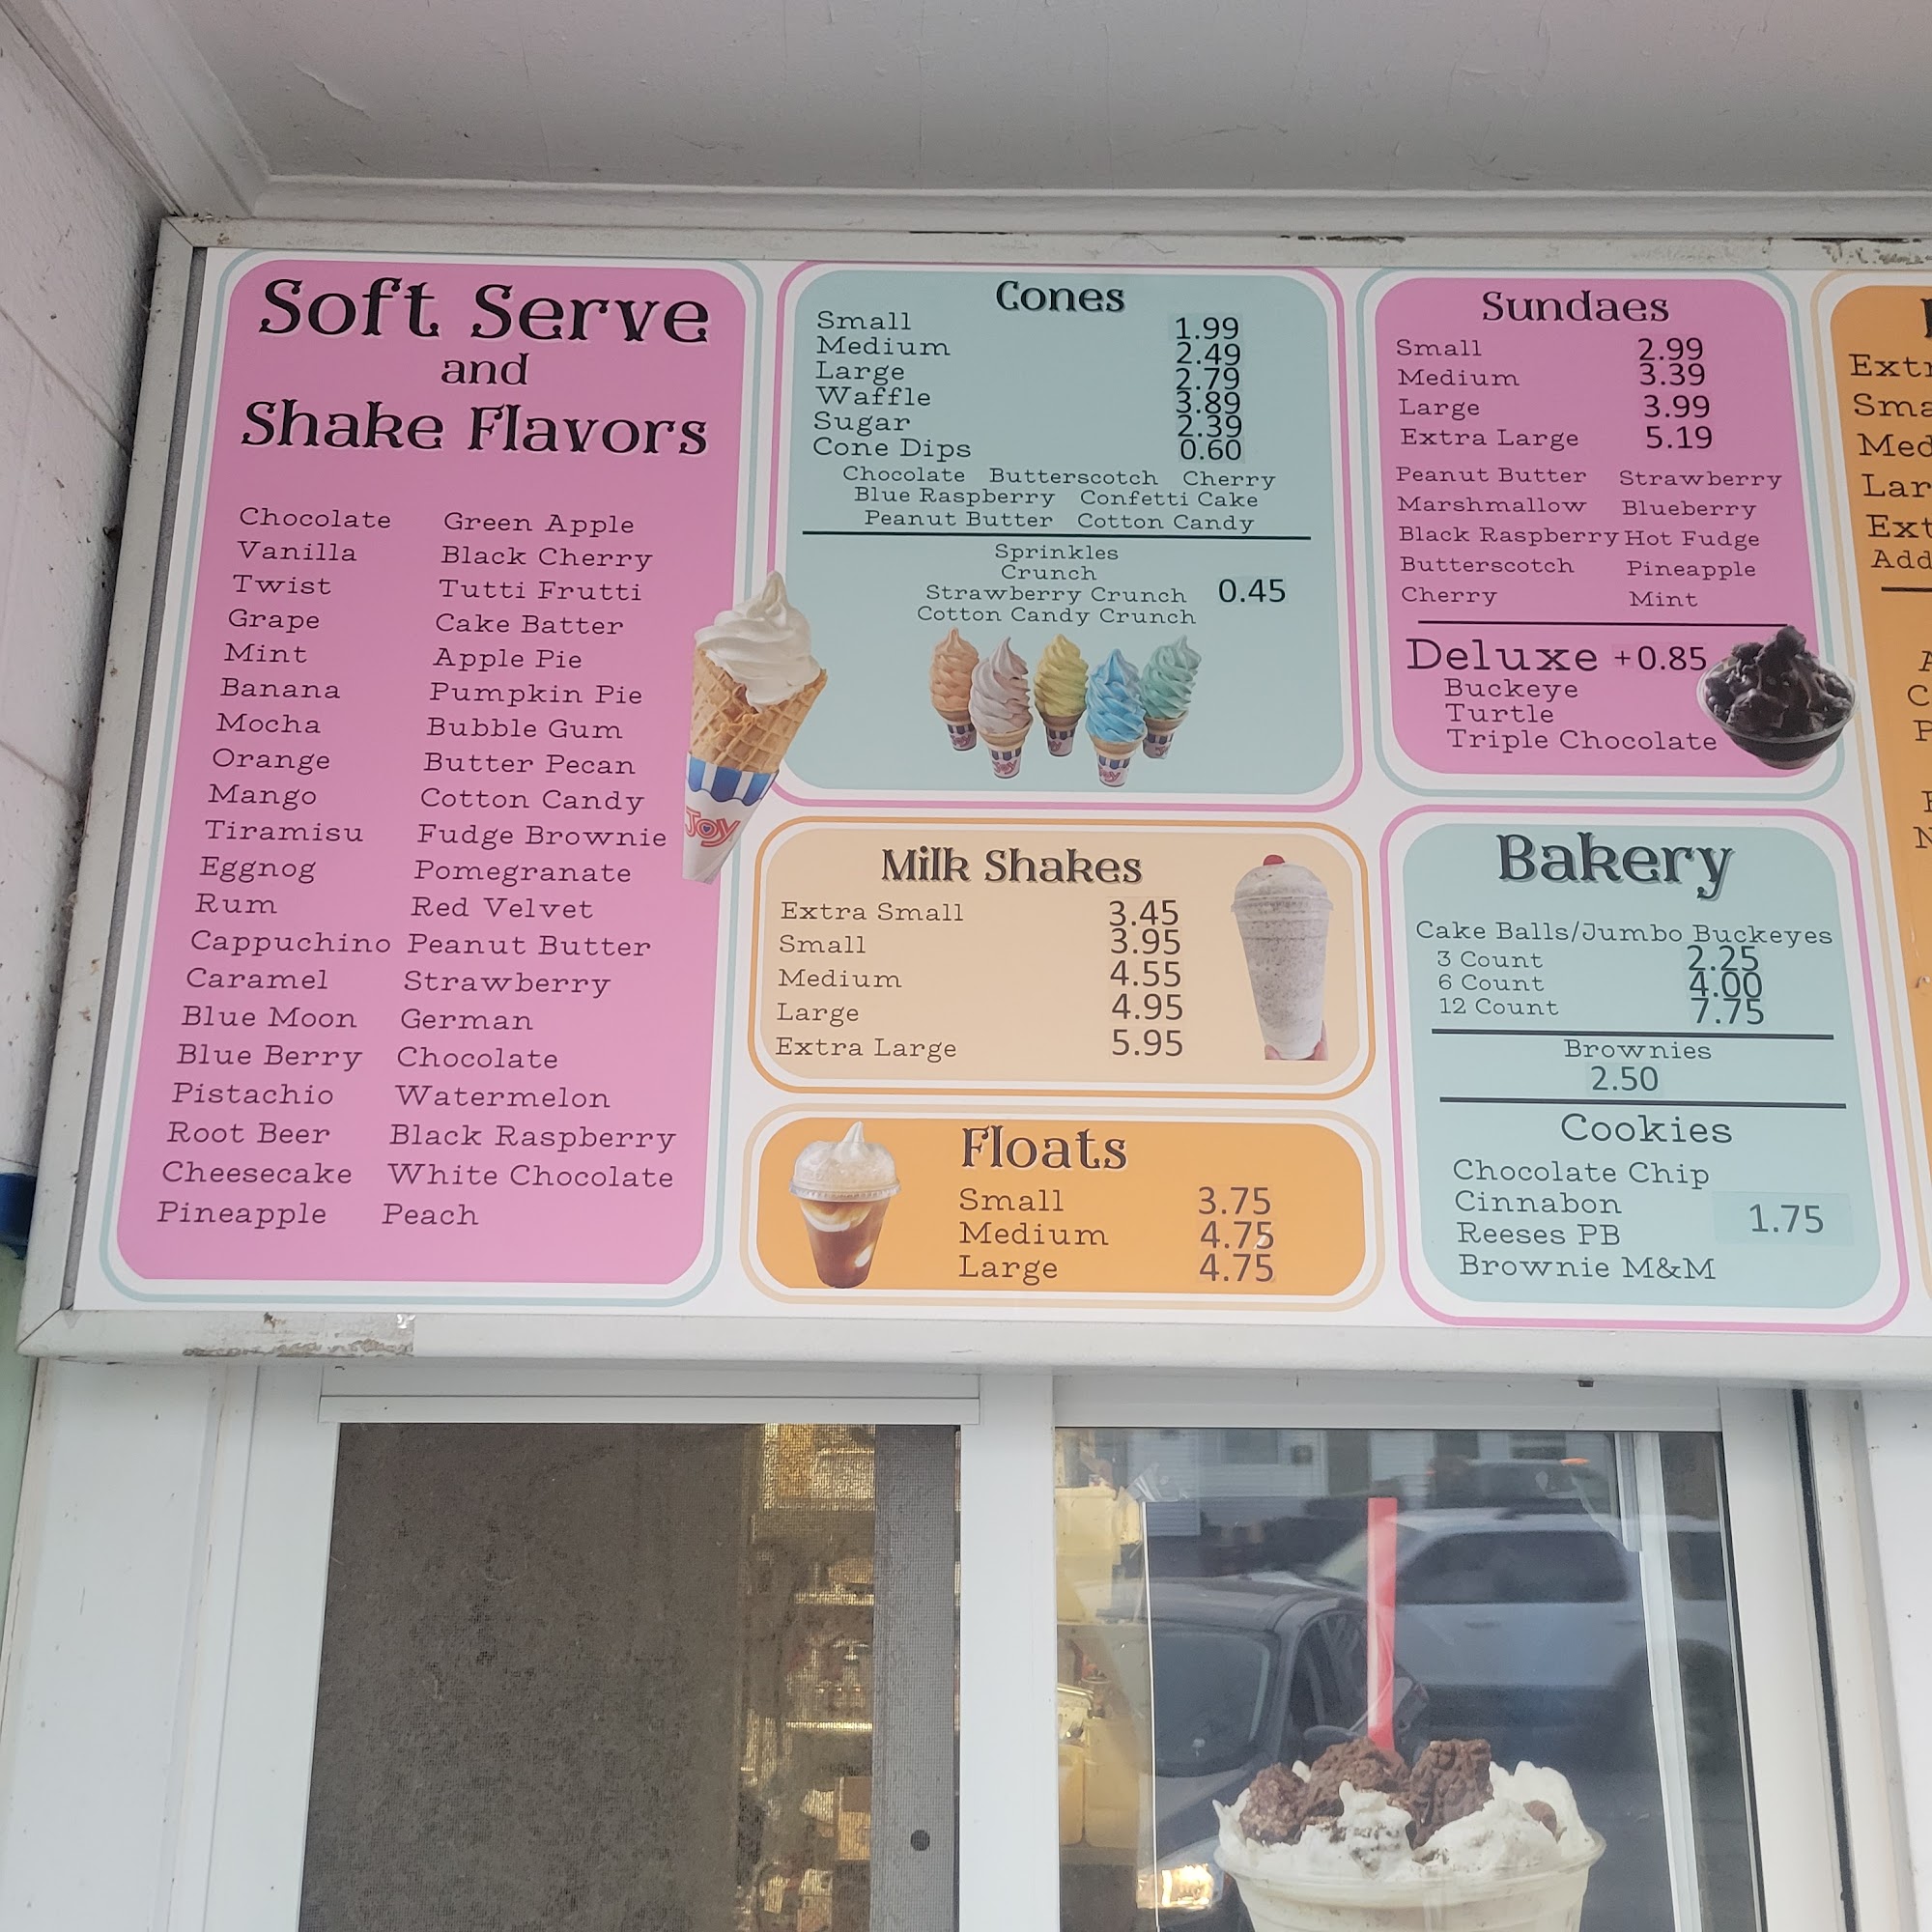 Soft Serve
and
Shake Flavors
Chocolate Green Apple
Vanilla Black Cherry
Twist Tutti Frutti
Grape Cake Batter
Mint Apple Pie
Banana Pumpkin Pie
Mocha Bubble Gum
Orange Butter Pecan
Mango Cotton Candy
Tiramisu Fudge Brownie
Eggnog Pomegranate
Rum Red Velvet
Cappuchino Peanut Butter
Caramel Strawberry
Blue Moon German
Blue Berry Chocolate
Pistachio Watermelon
Root Beer Black Raspberry
Cheesecake White Chocolate
Pineapple Peach
Joy
Cones
Small 1.99
Medium 2.49
Large 2.79
Waffle 3.89
Sugar 2.39
Cone Dips 0.60
Chocolate Butterscotch Cherry
Blue Raspberry Confetti Cake
Peanut Butter Cotton Candy
Sprinkles
Crunch
Strawberry Crunch 0.45
Cotton Candy Crunch
Milk Shakes
Extra Small 3.45
Small 3.95
Medium 4.55
Large 4.95
Extra Large 5.95
Floats
Small 3.75
Medium 4.75
Large 4.75
Sundaes
Small 2.99
Medium 3.39
Large 3.99
Extra Large 5.19
Peanut Butter Strawberry
Marshmallow Blueberry
Black Raspberry Hot Fudge
Butterscotch Pineapple
Cherry Mint
Deluxe +0.85
Buckeye
Turtle
Triple Chocolate
Bakery
Cake Balls/Jumbo Buckeyes
3 Count 2.25
6 Count 4.00
12 Count 7.75
Brownies
2.50
Cookies
Chocolate Chip
Cinnabon
Reeses PB 1.75
Brownie M&M